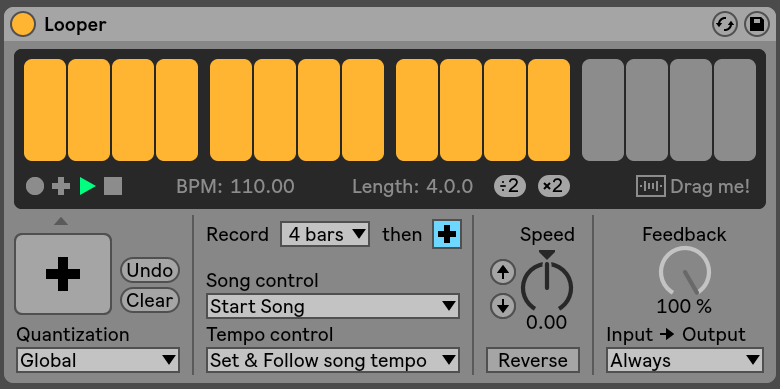 Looper
BPM: 110.00 Length: 4.0.0 ÷2 ×2 Drag me!
Record 4 bars then
Speed
Feedback
Undo
Clear
Song control
Start Song
0.00
100 %
Quantization
Global
Tempo control
Set & Follow song tempo
Reverse
Input → Output
Always